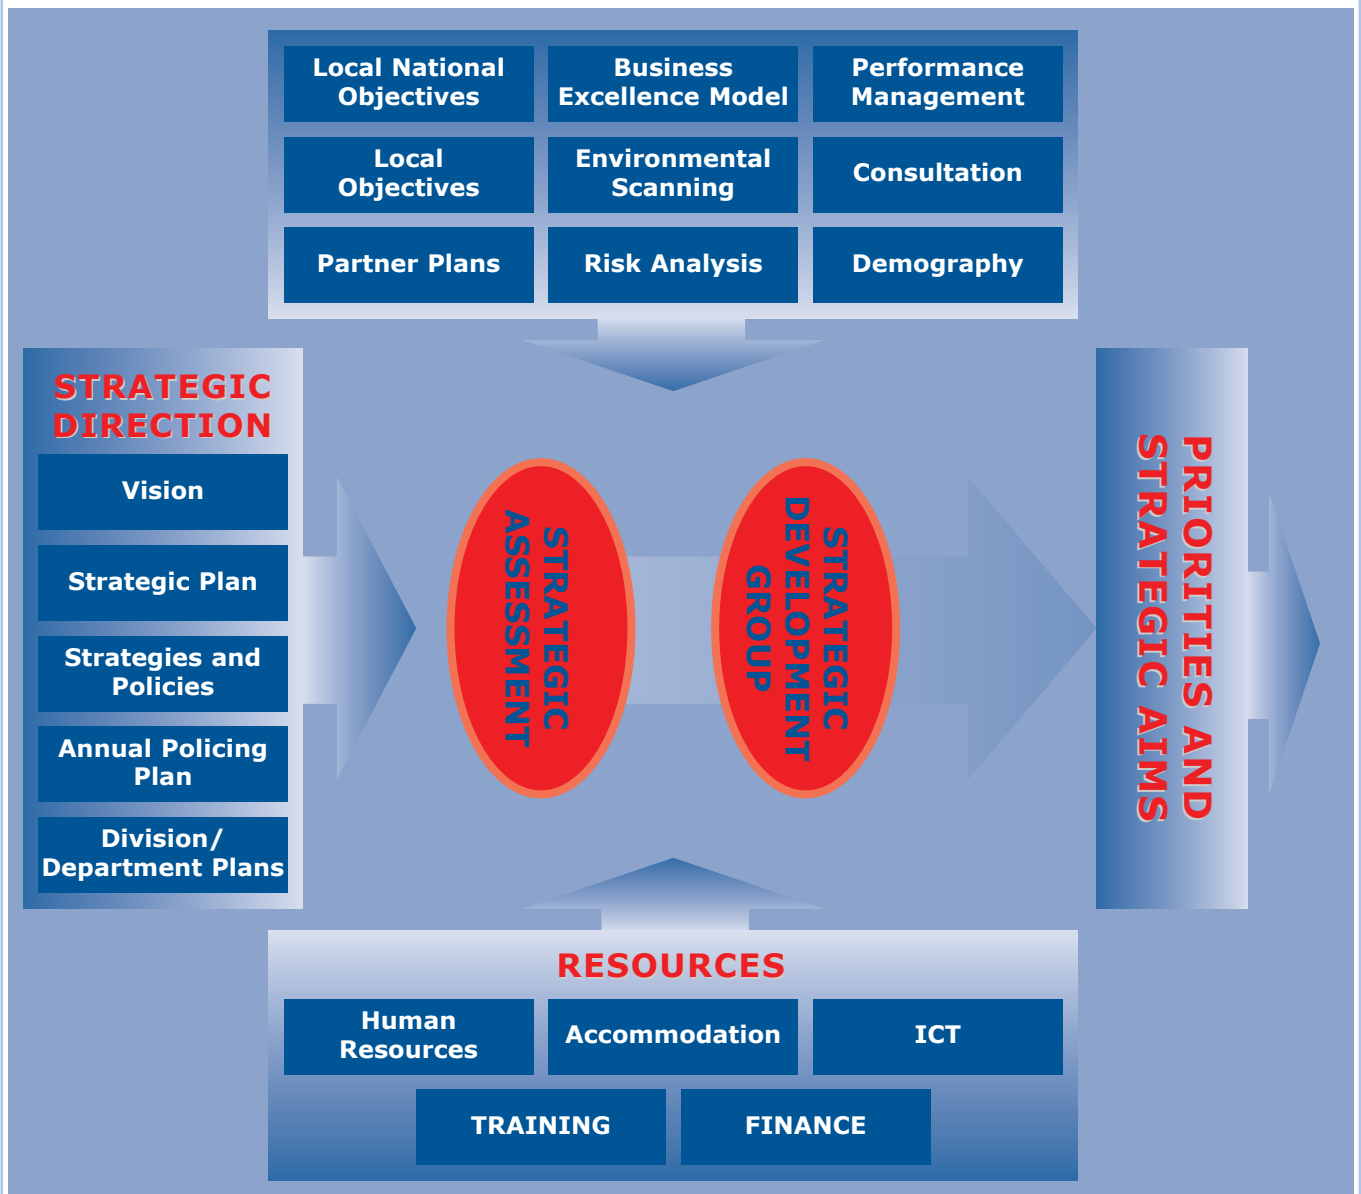 Local National
Objectives
Business
Excellence Model
Performance
Management
Local
Objectives
Environmental
Scanning
Consultation
Partner Plans
Risk Analysis
Demography
STRATEGIC
DIRECTION
Vision
Strategic Plan
Strategies and
Policies
Annual Policing
Plan
Division/
Department Plans
STRATEGIC
ASSESSMENT
STRATEGIC
DEVELOPMENT
GROUP
PRIORITIES AND
STRATEGIC AIMS
RESOURCES
Human
Resources
Accommodation
ICT
TRAINING
FINANCE